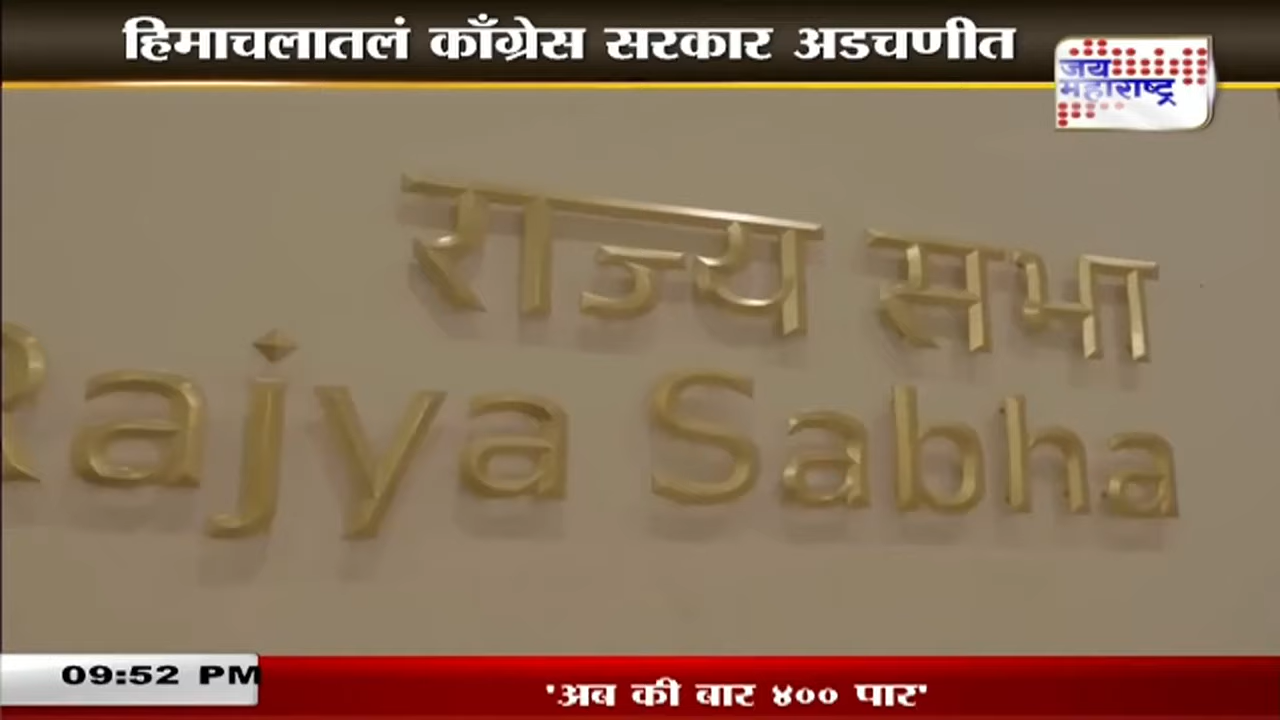 हिमाचलातलं काँग्रेस सरकार अडचणीत
जय
महाराष्ट्र
राज्य सभा
Rajya Sabha
09:52 PM
'अब की बार ४०० पार'